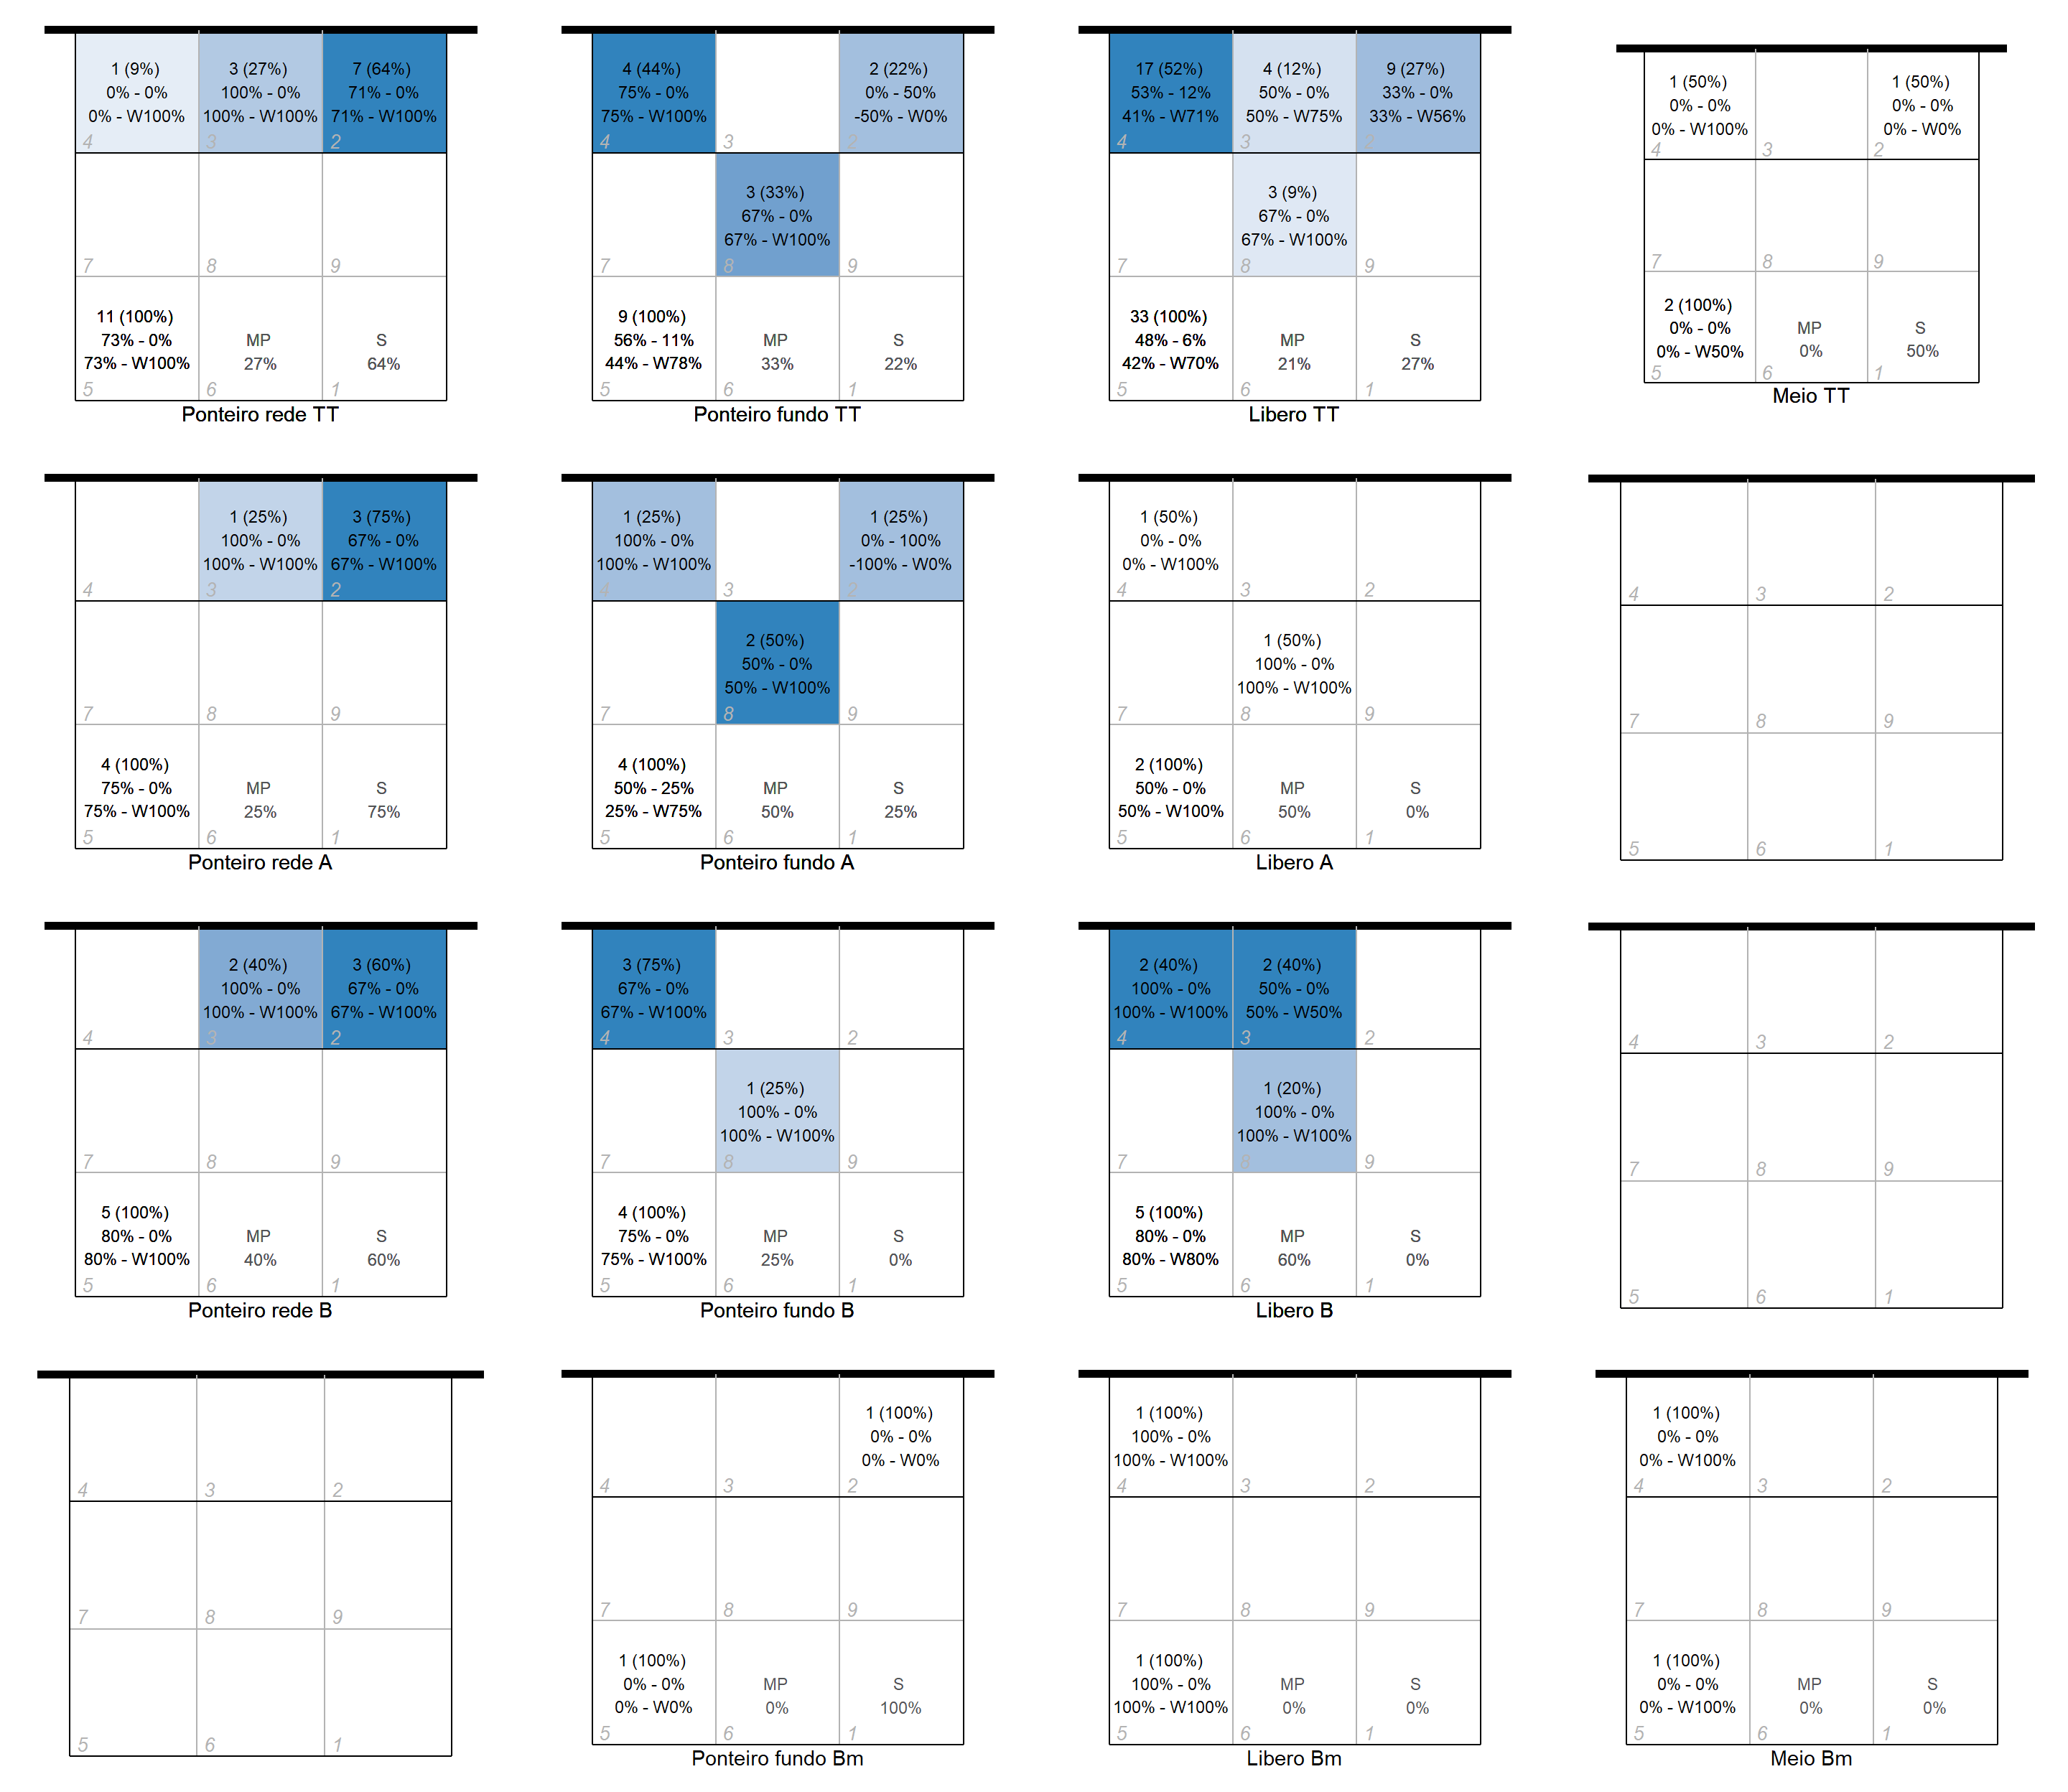 1 (9%)
0% - 0%
0% - W100%
4
3 (27%)
100% - 0%
100% - W100%
3
7 (64%)
71% - 0%
71% - W100%
2
7
8
9
11 (100%)
73% - 0%
73% - W100%
5
MP
27%
6
S
64%
1
Ponteiro rede TT
4 (44%)
75% - 0%
75% - W100%
4
3
2 (22%)
0% - 50%
-50% - W0%
2
7
3 (33%)
67% - 0%
67% - W100%
8
9
9 (100%)
56% - 11%
44% - W78%
5
MP
33%
6
S
22%
1
Ponteiro fundo TT
17 (52%)
53% - 12%
41% - W71%
4
4 (12%)
50% - 0%
50% - W75%
3
9 (27%)
33% - 0%
33% - W56%
2
7
3 (9%)
67% - 0%
67% - W100%
8
9
33 (100%)
48% - 6%
42% - W70%
5
MP
21%
6
S
27%
1
Libero TT
1 (50%)
0% - 0%
0% - W100%
4
3
1 (50%)
0% - 0%
0% - W0%
2
7
8
9
2 (100%)
0% - 0%
0% - W50%
5
MP
0%
6
S
50%
1
Meio TT
4
1 (25%)
100% - 0%
100% - W100%
3
3 (75%)
67% - 0%
67% - W100%
2
7
8
9
4 (100%)
75% - 0%
75% - W100%
5
MP
25%
6
S
75%
1
Ponteiro rede A
1 (25%)
100% - 0%
100% - W100%
4
3
1 (25%)
0% - 100%
-100% - W0%
2
7
2 (50%)
50% - 0%
50% - W100%
8
9
4 (100%)
50% - 25%
25% - W75%
5
MP
50%
6
S
25%
1
Ponteiro fundo A
1 (50%)
0% - 0%
0% - W100%
4
3
2
7
1 (50%)
100% - 0%
100% - W100%
8
9
2 (100%)
50% - 0%
50% - W100%
5
MP
50%
6
S
0%
1
Libero A
4
3
2
7
8
9
5
6
1
4
2 (40%)
100% - 0%
100% - W100%
3
3 (60%)
67% - 0%
67% - W100%
2
7
8
9
5 (100%)
80% - 0%
80% - W100%
5
MP
40%
6
S
60%
1
Ponteiro rede B
3 (75%)
67% - 0%
67% - W100%
4
3
2
7
1 (25%)
100% - 0%
100% - W100%
8
9
4 (100%)
75% - 0%
75% - W100%
5
MP
25%
6
S
0%
1
Ponteiro fundo B
2 (40%)
100% - 0%
100% - W100%
4
2 (40%)
50% - 0%
50% - W50%
3
2
7
1 (20%)
100% - 0%
100% - W100%
8
9
5 (100%)
80% - 0%
80% - W80%
5
MP
60%
6
S
0%
1
Libero B
4
3
2
7
8
9
5
6
1
4
3
2
7
8
9
5
6
1
4
3
1 (100%)
0% - 0%
0% - W0%
2
7
8
9
1 (100%)
0% - 0%
0% - W0%
5
MP
0%
6
S
100%
1
Ponteiro fundo Bm
1 (100%)
100% - 0%
100% - W100%
4
3
2
7
8
9
1 (100%)
100% - 0%
100% - W100%
5
MP
0%
6
S
0%
1
Libero Bm
1 (100%)
0% - 0%
0% - W100%
4
3
2
7
8
9
1 (100%)
0% - 0%
0% - W100%
5
MP
0%
6
S
0%
1
Meio Bm